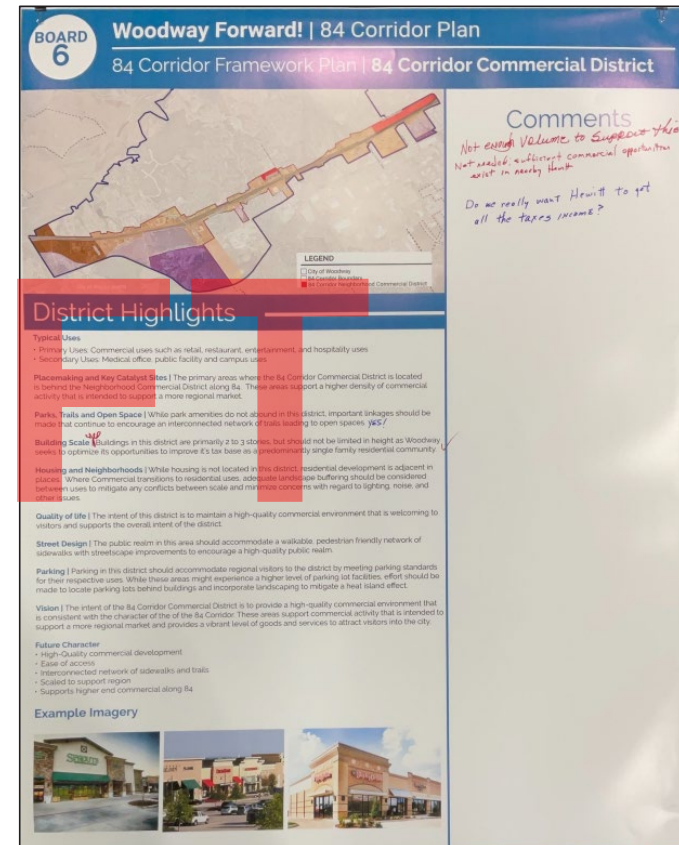 BOARD
6
Woodway Forward! | 84 Corridor Plan
84 Corridor Framework Plan | 84 Corridor Commercial District
Comments
Not enough Volume to Support this
Not needed; sufficient commercial opportunities
exist in nearby Hewitt
Do we really want Hewitt to get
all the taxes income?
LEGEND
City of Woodway
84 Corridor Boundary
84 Corridor Neighborhood Commercial District
District Highlights
Typical Uses
• Primary Uses: Commercial uses such as retail, restaurant, entertainment, and hospitality uses
• Secondary Uses: Medical office, public facility and campus uses
Placemaking and Key Catalyst Sites | The primary areas where the 84 Corridor Commercial District is located
is behind the Neighborhood Commercial District along 84. These areas support a higher density of commercial
activity that is intended to support a more regional market.
Parks, Trails and Open Space | While park amenities do not abound in this district, important linkages should be
made that continue to encourage an interconnected network of trails leading to open spaces. yes!
Building Scale | Buildings in this district are primarily 2 to 3 stories, but should not be limited in height as Woodway
seeks to optimize its opportunities to improve it's tax base as a predominantly single family residential community.
Housing and Neighborhoods | While housing is not located in this district, residential development is adjacent in
places. Where Commercial transitions to residential uses, adequate landscape buffering should be considered
between uses to mitigate any conflicts between scale and minimize concerns with regard to lighting, noise, and
other issues.
Quality of life | The intent of this district is to maintain a high-quality commercial environment that is welcoming to
visitors and supports the overall intent of the district.
Street Design | The public realm in this area should accommodate a walkable, pedestrian friendly network of
sidewalks with streetscape improvements to encourage a high-quality public realm.
Parking | Parking in this district should accommodate regional visitors to the district by meeting parking standards
for their respective uses. While these areas might experience a higher level of parking lot facilities, effort should be
made to locate parking lots behind buildings and incorporate landscaping to mitigate a heat island effect.
Vision | The intent of the 84 Corridor Commercial District is to provide a high-quality commercial environment that
is consistent with the character of the of the 84 Corridor. These areas support commercial activity that is intended to
support a more regional market and provides a vibrant level of goods and services to attract visitors into the city.
Future Character
• High-Quality commercial development
• Ease of access
• Interconnected network of sidewalks and trails
• Scaled to support region
• Supports higher end commercial along 84
Example Imagery